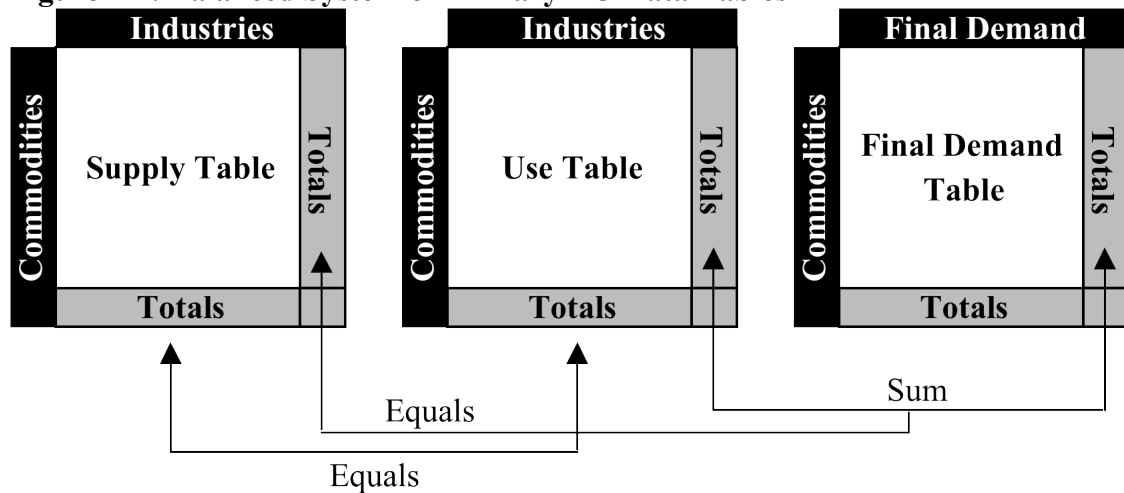 Industries
Commodities
Supply Table
Totals
Totals
Industries
Commodities
Use Table
Totals
Totals
Final Demand
Commodities
Final Demand
Table
Totals
Totals
Sum
Equals
Equals